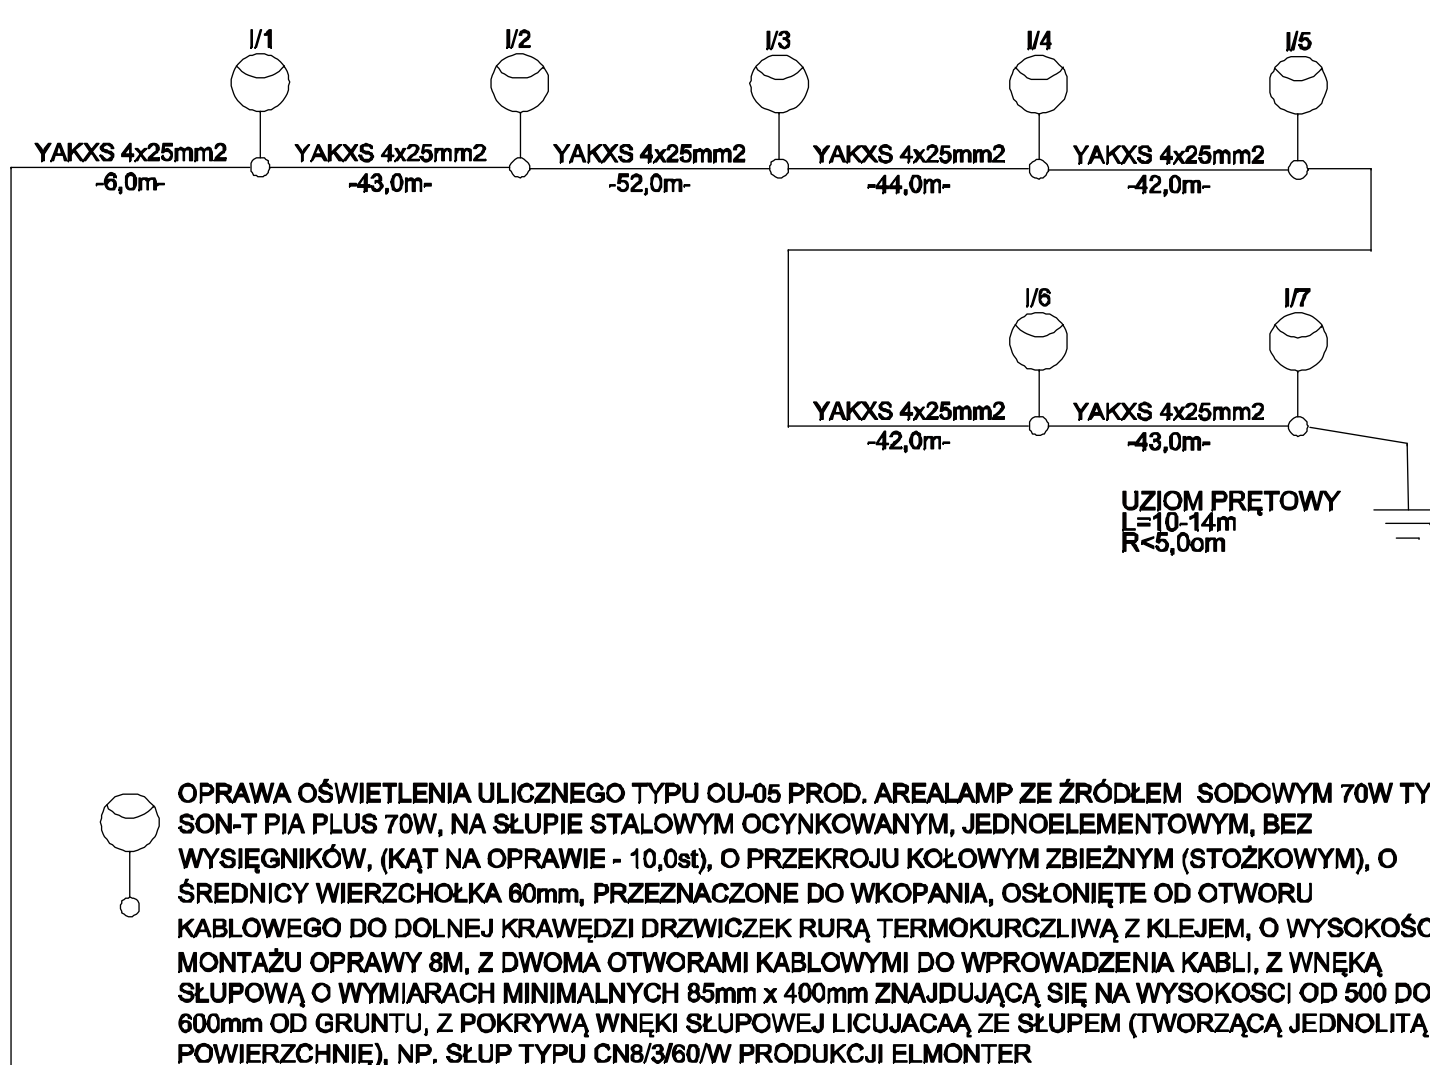 I/1 I/2 I/3 I/4 I/5
YAKXS 4x25mm2 YAKXS 4x25mm2 YAKXS 4x25mm2 YAKXS 4x25mm2 YAKXS 4x25mm2
-6,0m- -43,0m- -52,0m- -44,0m- -42,0m-
I/6 I/7
YAKXS 4x25mm2 YAKXS 4x25mm2
-42,0m- -43,0m-
UZIOM PRĘTOWY
L=10-14m
R<5,0om
OPRAWA OŚWIETLENIA ULICZNEGO TYPU OU-05 PROD. AREALAMP ZE ŹRÓDŁEM SODOWYM 70W TY
SON-T PIA PLUS 70W, NA SŁUPIE STALOWYM OCYNKOWANYM, JEDNOELEMENTOWYM, BEZ
WYSIĘGNIKÓW, (KĄT NA OPRAWIE - 10,0st), O PRZEKROJU KOŁOWYM ZBIEŻNYM (STOŻKOWYM), O
ŚREDNICY WIERZCHOŁKA 60mm, PRZEZNACZONE DO WKOPANIA, OSŁONIĘTE OD OTWORU
KABLOWEGO DO DOLNEJ KRAWĘDZI DRZWICZEK RURĄ TERMOKURCZLIWĄ Z KLEJEM, O WYSOKOŚC
MONTAŻU OPRAWY 8M, Z DWOMA OTWORAMI KABLOWYMI DO WPROWADZENIA KABLI, Z WNĘKĄ
SŁUPOWĄ O WYMIARACH MINIMALNYCH 85mm x 400mm ZNAJDUJĄCĄ SIĘ NA WYSOKOSCI OD 500 DO
600mm OD GRUNTU, Z POKRYWĄ WNĘKI SŁUPOWEJ LICUJACAĄ ZE SŁUPEM (TWORZĄCĄ JEDNOLITĄ
POWIERZCHNIĘ), NP. SŁUP TYPU CN8/3/60/W PRODUKCJI ELMONTER